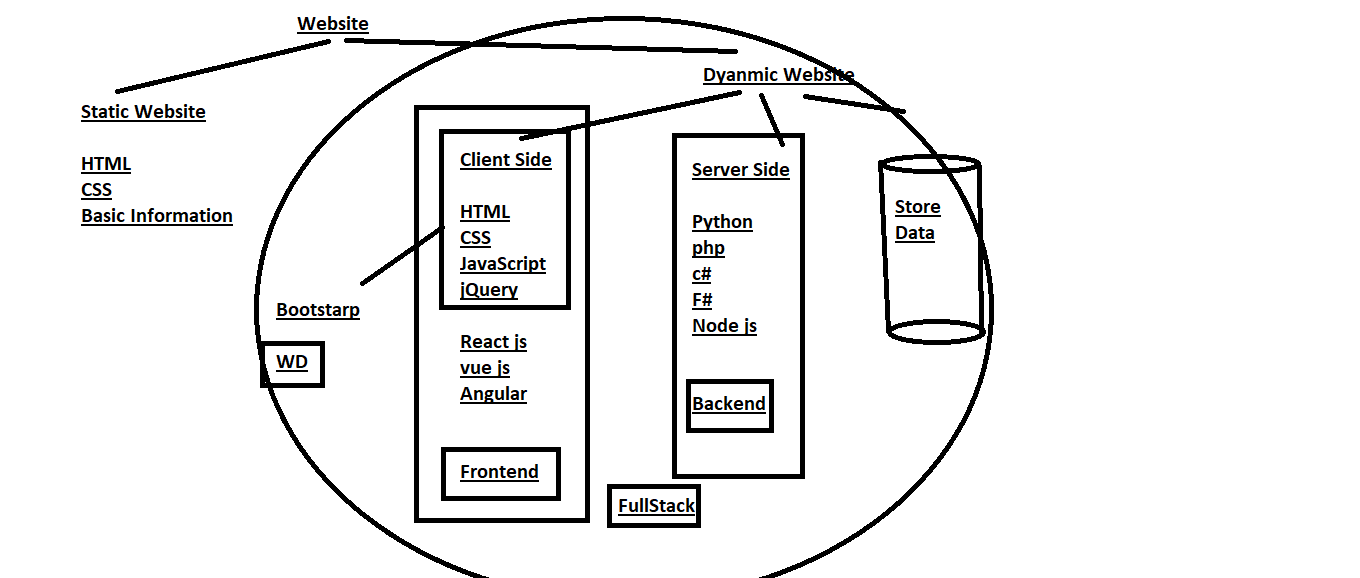 Website
Dyanmic Website
Static Website
HTML
CSS
Basic Information
Client Side
HTML
CSS
JavaScript
jQuery
React js
vue js
Angular
Frontend
Bootstarp
WD
Server Side
Python
php
c#
F#
Node js
Backend
FullStack
Store
Data